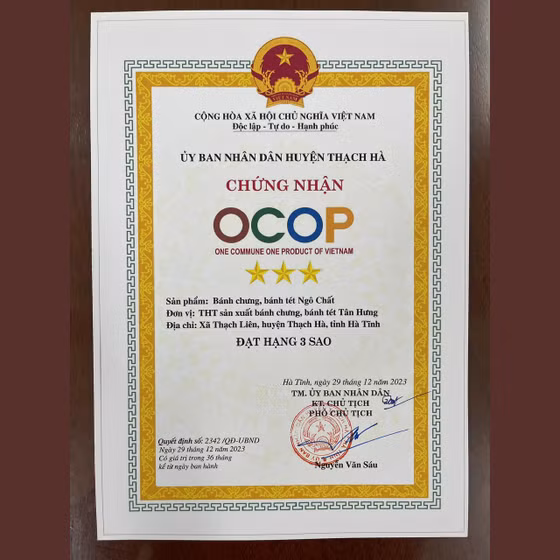 VIỆT NAM
CỘNG HÒA XÃ HỘI CHỦ NGHĨA VIỆT NAM
Độc lập - Tự do - Hạnh phúc
ỦY BAN NHÂN DÂN HUYỆN THẠCH HÀ
CHỨNG NHẬN
OCOP
ONE COMMUNE ONE PRODUCT OF VIETNAM
Sản phẩm: Bánh chưng, bánh tét Ngô Chất
Đơn vị: THT sản xuất bánh chưng, bánh tét Tân Hưng
Địa chỉ: Xã Thạch Liên, huyện Thạch Hà, tỉnh Hà Tĩnh
ĐẠT HẠNG 3 SAO
Hà Tĩnh, ngày 29 tháng 12 năm 2023
TM. ỦY BAN NHÂN DÂN
KT. CHỦ TỊCH
PHÓ CHỦ TỊCH
Quyết định số: 2342 /QĐ-UBND
Ngày 29 tháng 12 năm 2023
Có giá trị trong 36 tháng
kể từ ngày ban hành
Nguyễn Văn Sáu